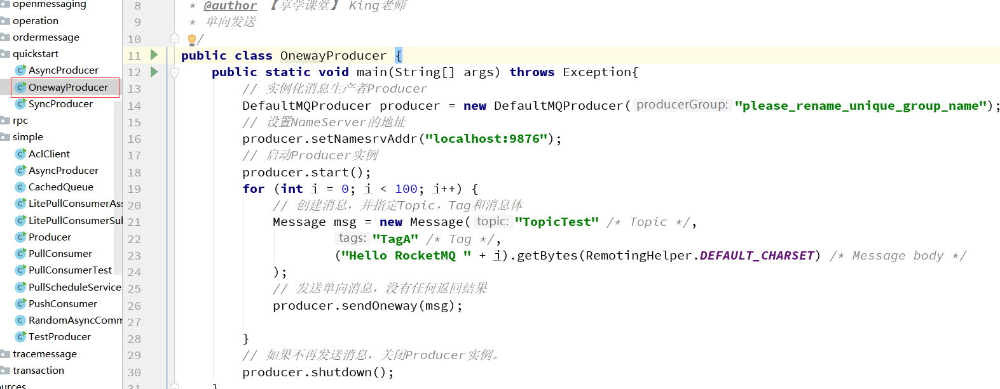 openmessaging
operation
ordermessage
quickstart
AsyncProducer
OnewayProducer
SyncProducer
rpc
simple
AclClient
AsyncProducer
CachedQueue
LitePullConsumerAss
LitePullConsumerSul
Producer
PullConsumer
PullConsumerTest
PullScheduleService
PushConsumer
RandomAsyncComm
TestProducer
tracemessage
transaction
ources
8 * @author 【享学课堂】 King老师
9 * 单向发送
10 */
11 public class OnewayProducer {
12 public static void main(String[] args) throws Exception{
13 // 实例化消息生产者Producer
14 DefaultMQProducer producer = new DefaultMQProducer( producerGroup: "please_rename_unique_group_name");
15 // 设置NameServer的地址
16 producer.setNamesrvAddr("localhost:9876");
17 // 启动Producer实例
18 producer.start();
19 for (int i = 0; i < 100; i++) {
20 // 创建消息，并指定Topic，Tag和消息体
21 Message msg = new Message( topic: "TopicTest" /* Topic */,
22 tags: "TagA" /* Tag */,
23 ("Hello RocketMQ " + i).getBytes(RemotingHelper.DEFAULT_CHARSET) /* Message body */
24 );
25 // 发送单向消息，没有任何返回结果
26 producer.sendOneway(msg);
27
28 }
29 // 如果不再发送消息，关闭Producer实例。
30 producer.shutdown();
31 }